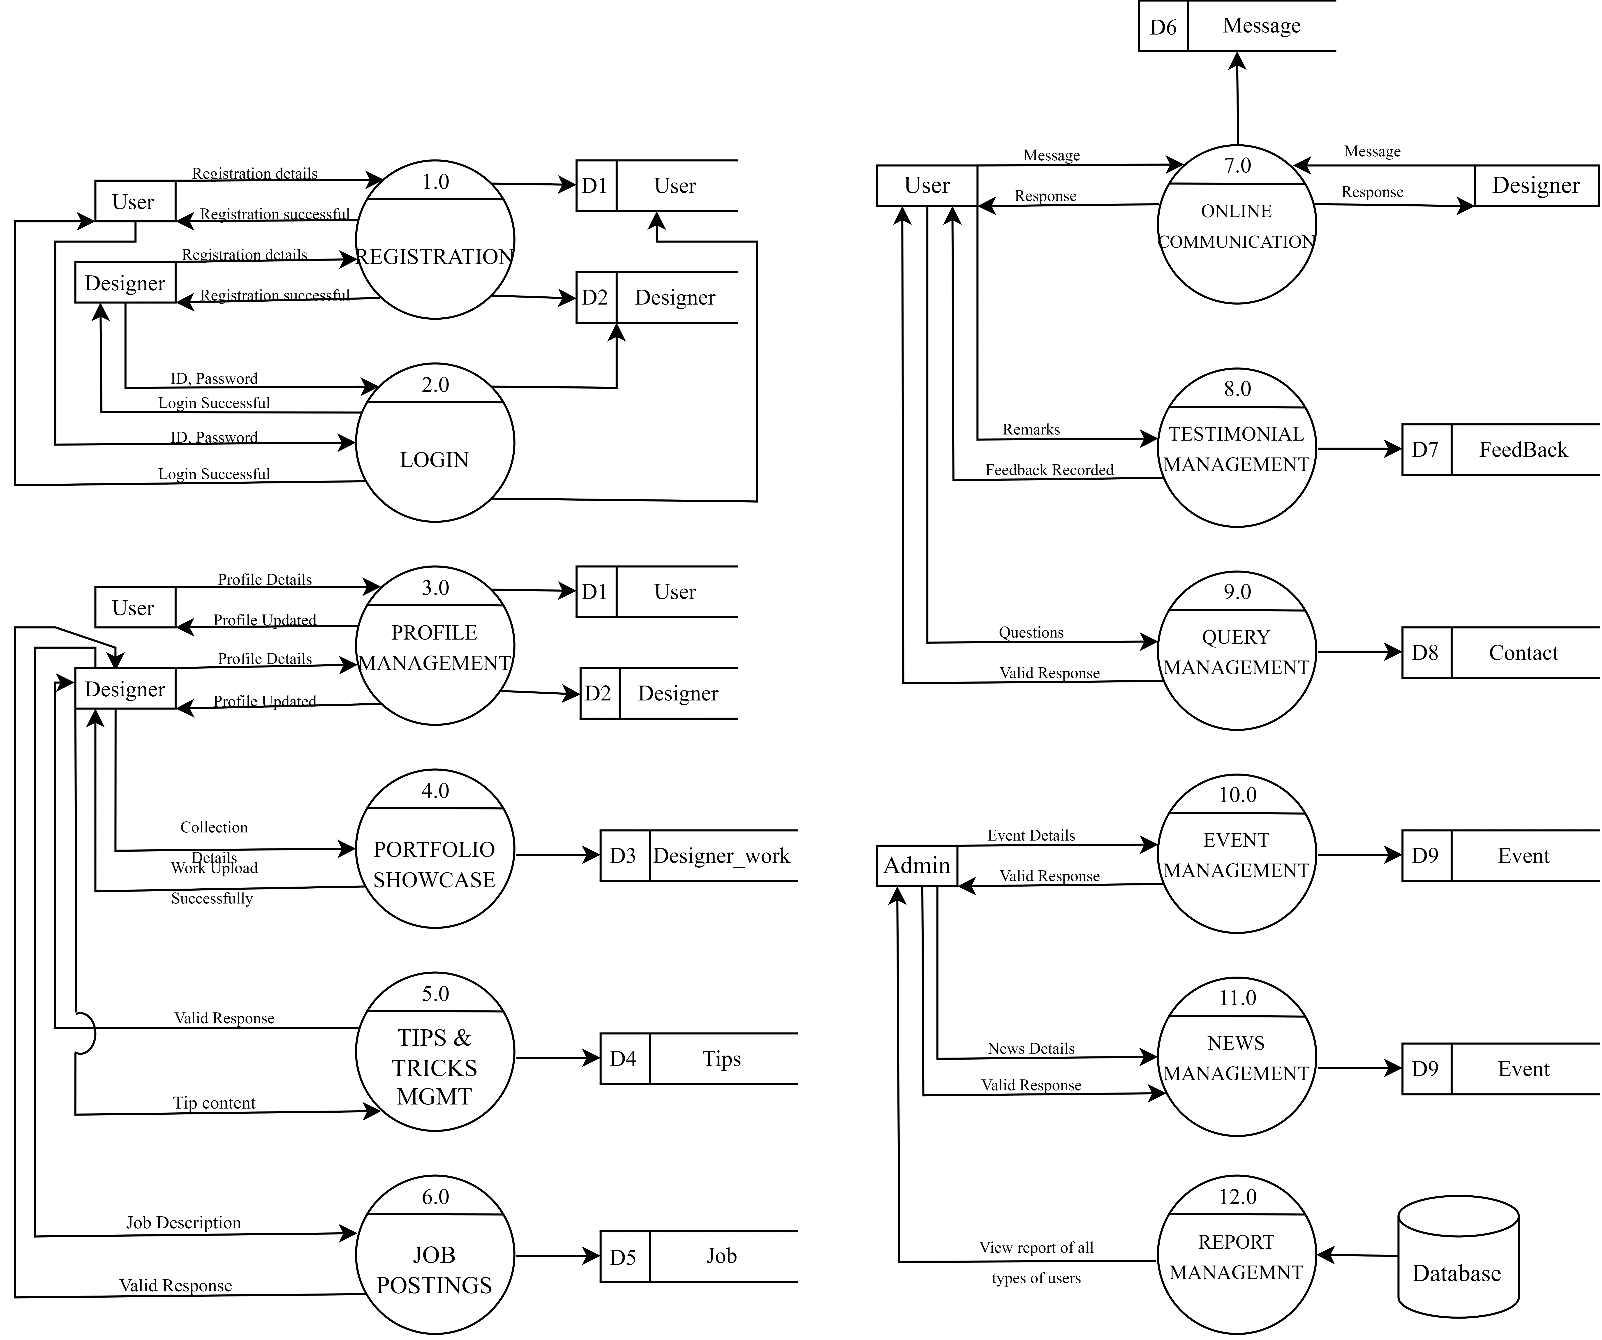 Registration details
User
Registration successful
Registration details
Designer
Registration successful
1.0
REGISTRATION
D1
User
D2
Designer
ID, Password
Login Successful
ID, Password
Login Successful
2.0
LOGIN
Profile Details
User
Profile Updated
Profile Details
Designer
Profile Updated
3.0
PROFILE
MANAGEMENT
D1
User
D2
Designer
Collection
Details
Work Upload
Successfully
4.0
PORTFOLIO
SHOWCASE
D3
Designer_work
Valid Response
Tip content
5.0
TIPS &
TRICKS
MGMT
D4
Tips
Job Description
Valid Response
6.0
JOB
POSTINGS
D5
Job
D6
Message
User
Message
Response
7.0
ONLINE
COMMUNICATION
Message
Response
Designer
Remarks
Feedback Recorded
8.0
TESTIMONIAL
MANAGEMENT
D7
FeedBack
Questions
Valid Response
9.0
QUERY
MANAGEMENT
D8
Contact
Admin
Event Details
Valid Response
10.0
EVENT
MANAGEMENT
D9
Event
News Details
Valid Response
11.0
NEWS
MANAGEMENT
D9
Event
View report of all
types of users
12.0
REPORT
MANAGEMNT
Database